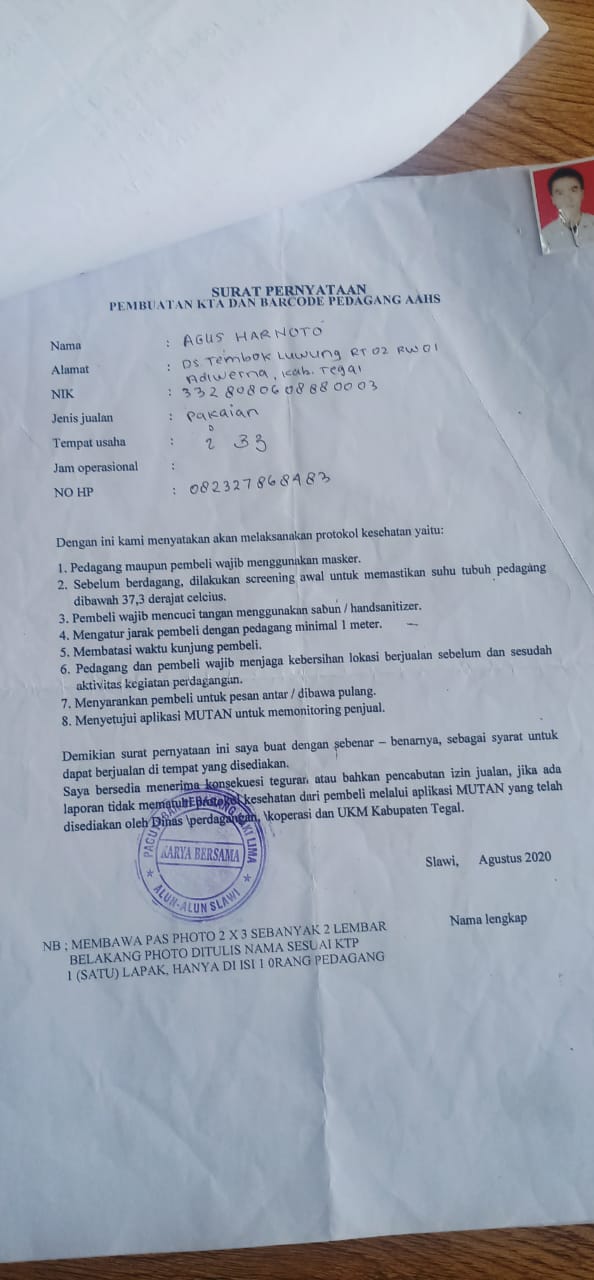 SURAT PERNYATAAN
PEMBUATAN KTA DAN BARCODE PEDAGANG AAHS
Nama : AGUS HARNOTO
Alamat : DS Tembok Luwung RT 02 RW 01
Adiwerna, Kab. Tegal
NIK : 3328080608880003
Jenis jualan : Pakaian
Tempat usaha : 2 33
Jam operasional :
NO HP : 082327868483
Dengan ini kami menyatakan akan melaksanakan protokol kesehatan yaitu:
1. Pedagang maupun pembeli wajib menggunakan masker.
2. Sebelum berdagang, dilakukan screening awal untuk memastikan suhu tubuh pedagang
dibawah 37,3 derajat celcius.
3. Pembeli wajib mencuci tangan menggunakan sabun / handsanitizer.
4. Mengatur jarak pembeli dengan pedagang minimal 1 meter.
5. Membatasi waktu kunjung pembeli.
6. Pedagang dan pembeli wajib menjaga kebersihan lokasi berjualan sebelum dan sesudah
aktivitas kegiatan perdagangan.
7. Menyarankan pembeli untuk pesan antar / dibawa pulang.
8. Menyetujui aplikasi MUTAN untuk memonitoring penjual.
Demikian surat pernyataan ini saya buat dengan sebenar – benarnya, sebagai syarat untuk
dapat berjualan di tempat yang disediakan.
Saya bersedia menerima konsekuesi teguran atau bahkan pencabutan izin jualan, jika ada
laporan tidak mematuhi protokol kesehatan dari pembeli melalui aplikasi MUTAN yang telah
disediakan oleh Dinas \perdagangan, \koperasi dan UKM Kabupaten Tegal.
KARYA BERSAMA
ALUN-ALUN SLAWI
Slawi, Agustus 2020
Nama lengkap
NB ; MEMBAWA PAS PHOTO 2 X 3 SEBANYAK 2 LEMBAR
BELAKANG PHOTO DITULIS NAMA SESUAI KTP
1 (SATU) LAPAK, HANYA DI ISI 1 0RANG PEDAGANG